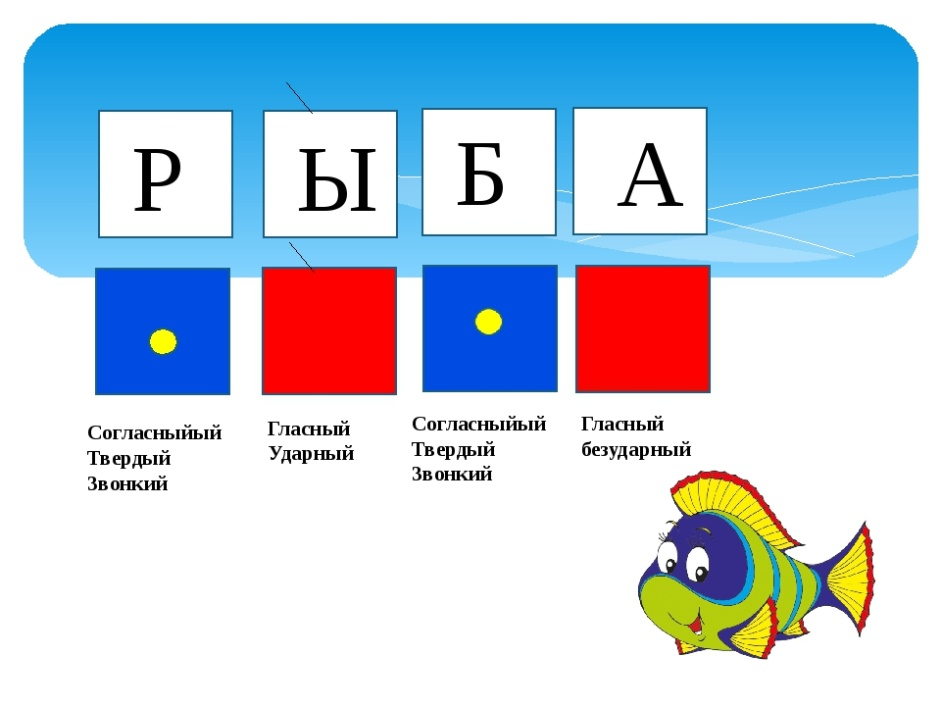 Р Ы Б А
Согласныйый
Твердый
Звонкий
Гласный
Ударный
Согласныйый
Твердый
Звонкий
Гласный
безударный